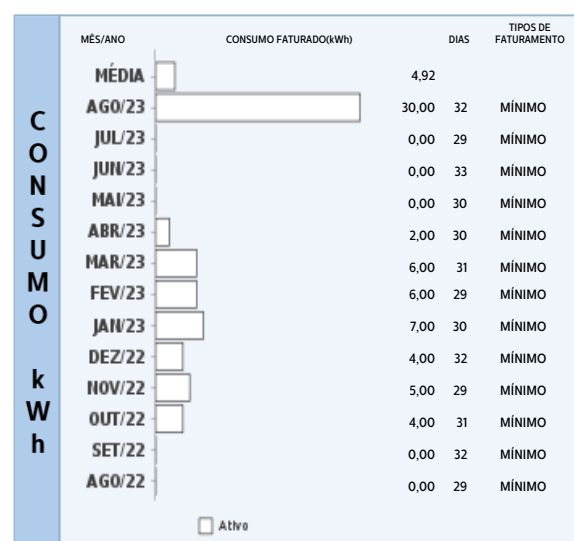 CONSUMO kWh
MÊS/ANO CONSUMO FATURADO(kWh) DIAS TIPOS DE FATURAMENTO
MÉDIA 4,92
AGO/23 30,00 32 MÍNIMO
JUL/23 0,00 29 MÍNIMO
JUN/23 0,00 33 MÍNIMO
MAI/23 0,00 30 MÍNIMO
ABR/23 2,00 30 MÍNIMO
MAR/23 6,00 31 MÍNIMO
FEV/23 6,00 29 MÍNIMO
JAN/23 7,00 30 MÍNIMO
DEZ/22 4,00 32 MÍNIMO
NOV/22 5,00 29 MÍNIMO
OUT/22 4,00 31 MÍNIMO
SET/22 0,00 32 MÍNIMO
AGO/22 0,00 29 MÍNIMO
Ativo